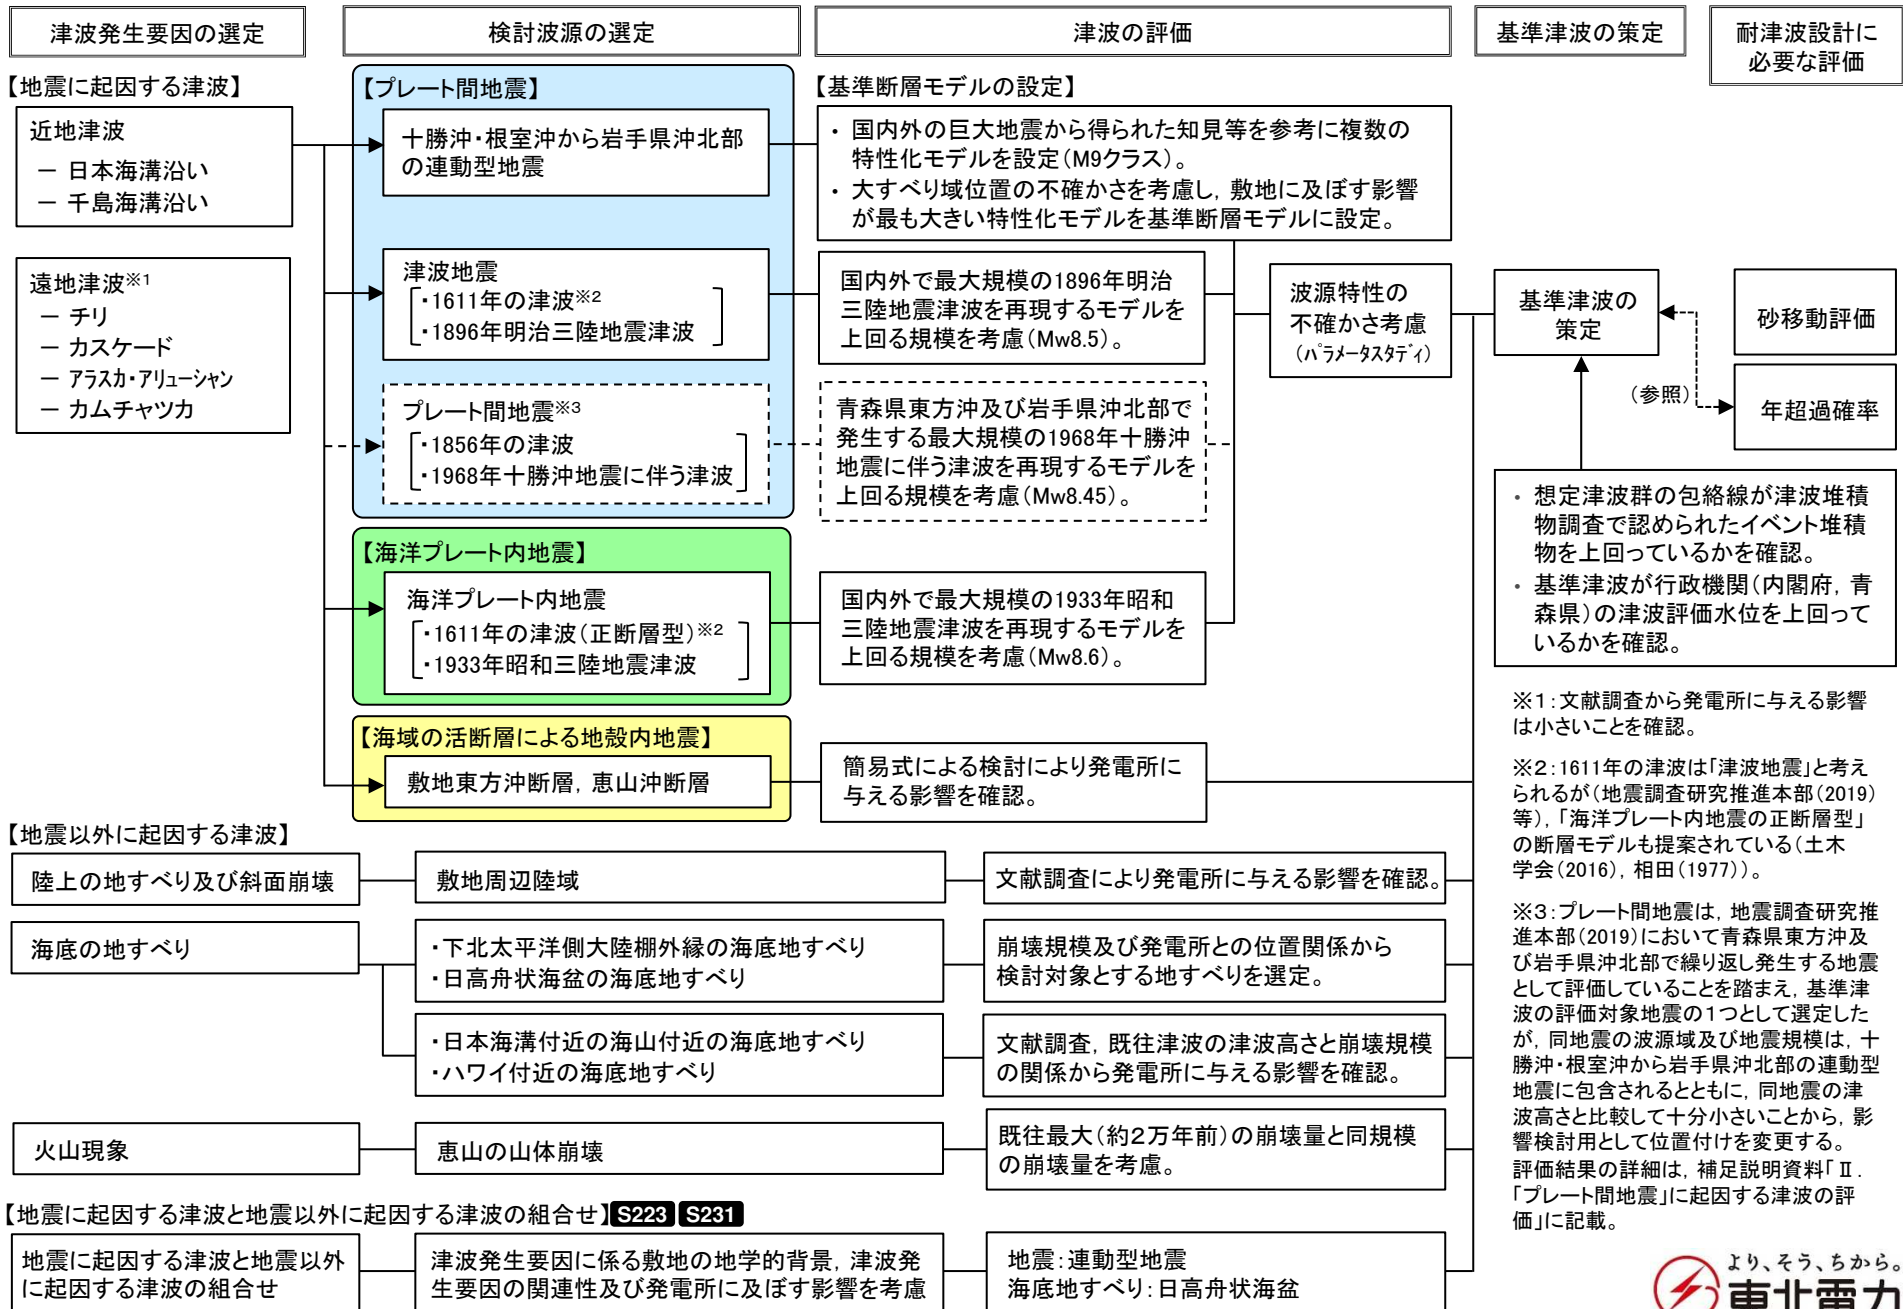 津波発生要因の選定
検討波源の選定
津波の評価
基準津波の策定
耐津波設計に
必要な評価
【地震に起因する津波】
近地津波
－ 日本海溝沿い
－ 千島海溝沿い
遠地津波※1
－ チリ
－ カスケード
－ アラスカ・アリューシャン
－ カムチャツカ
【プレート間地震】
十勝沖・根室沖から岩手県沖北部
の連動型地震
津波地震
・1611年の津波※2
・1896年明治三陸地震津波
プレート間地震※3
・1856年の津波
・1968年十勝沖地震に伴う津波
【海洋プレート内地震】
海洋プレート内地震
・1611年の津波（正断層型）※2
・1933年昭和三陸地震津波
【海域の活断層による地殻内地震】
敷地東方沖断層，恵山沖断層
【基準断層モデルの設定】
・ 国内外の巨大地震から得られた知見等を参考に複数の
特性化モデルを設定（M9クラス）。
・ 大すべり域位置の不確かさを考慮し，敷地に及ぼす影響
が最も大きい特性化モデルを基準断層モデルに設定。
国内外で最大規模の1896年明治
三陸地震津波を再現するモデルを
上回る規模を考慮（Mw8.5）。
青森県東方沖及び岩手県沖北部で
発生する最大規模の1968年十勝沖
地震に伴う津波を再現するモデルを
上回る規模を考慮（Mw8.45）。
国内外で最大規模の1933年昭和
三陸地震津波を再現するモデルを
上回る規模を考慮（Mw8.6）。
簡易式による検討により発電所に
与える影響を確認。
波源特性の
不確かさ考慮
（ﾊﾟﾗﾒｰﾀｽﾀﾃﾞｨ）
基準津波の
策定
砂移動評価
（参照）
年超過確率
・ 想定津波群の包絡線が津波堆積
物調査で認められたイベント堆積
物を上回っているかを確認。
・ 基準津波が行政機関（内閣府，青
森県）の津波評価水位を上回って
いるかを確認。
【地震以外に起因する津波】
陸上の地すべり及び斜面崩壊
敷地周辺陸域
文献調査により発電所に与える影響を確認。
海底の地すべり
・下北太平洋側大陸棚外縁の海底地すべり
・日高舟状海盆の海底地すべり
崩壊規模及び発電所との位置関係から
検討対象とする地すべりを選定。
・日本海溝付近の海山付近の海底地すべり
・ハワイ付近の海底地すべり
文献調査，既往津波の津波高さと崩壊規模
の関係から発電所に与える影響を確認。
火山現象
恵山の山体崩壊
既往最大（約2万年前）の崩壊量と同規模
の崩壊量を考慮。
【地震に起因する津波と地震以外に起因する津波の組合せ】S223 S231
地震に起因する津波と地震以外
に起因する津波の組合せ
津波発生要因に係る敷地の地学的背景，津波発
生要因の関連性及び発電所に及ぼす影響を考慮
地震：連動型地震
海底地すべり：日高舟状海盆
※1：文献調査から発電所に与える影響
は小さいことを確認。
※2：1611年の津波は「津波地震」と考え
られるが（地震調査研究推進本部（2019）
等），「海洋プレート内地震の正断層型」
の断層モデルも提案されている（土木
学会（2016），相田（1977））。
※3：プレート間地震は，地震調査研究推
進本部（2019）において青森県東方沖及
び岩手県沖北部で繰り返し発生する地震
として評価していることを踏まえ，基準津
波の評価対象地震の1つとして選定した
が，同地震の波源域及び地震規模は，十
勝沖・根室沖から岩手県沖北部の連動型
地震に包含されるとともに，同地震の津
波高さと比較して十分小さいことから，影
響検討用として位置付けを変更する。
評価結果の詳細は，補足説明資料「Ⅱ．
「プレート間地震」に起因する津波の評
価」に記載。
より、そう、ちから。
東北電力